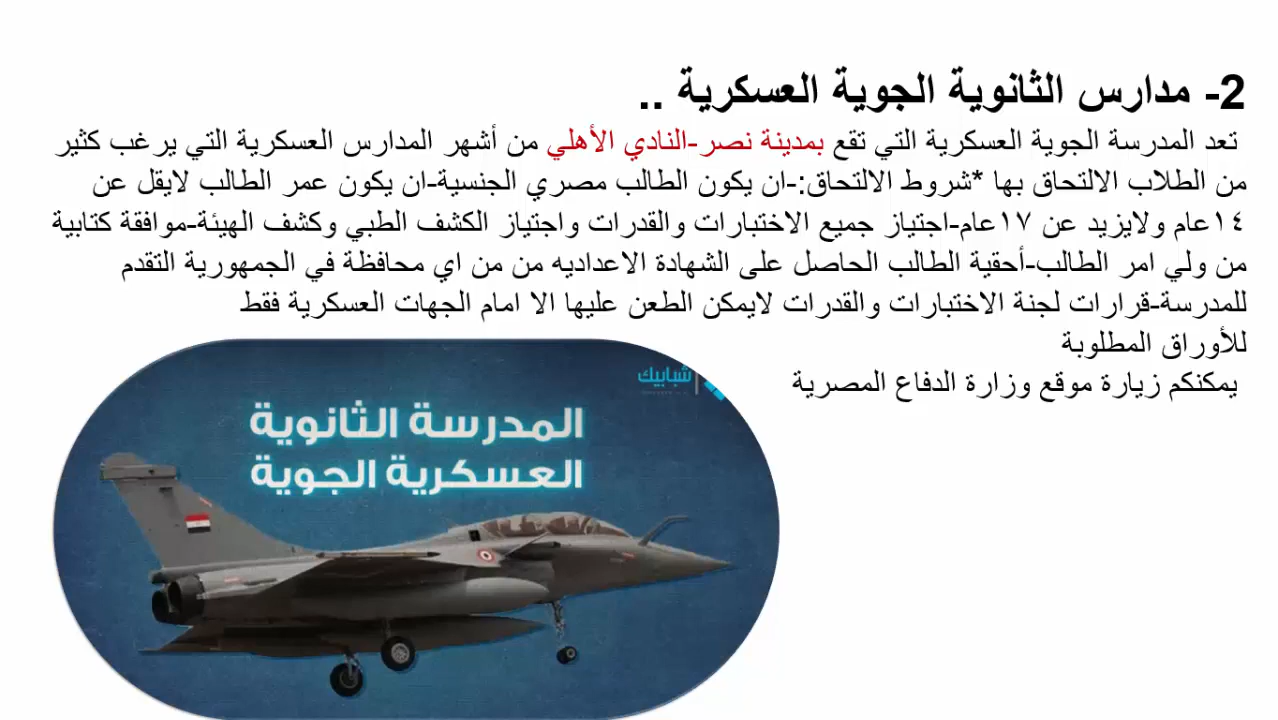 2- مدارس الثانوية الجوية العسكرية ..
تعد المدرسة الجوية العسكرية التي تقع بمدينة نصر-النادي الأهلي من أشهر المدارس العسكرية التي يرغب كثير
من الطلاب الالتحاق بها *شروط الالتحاق:-ان يكون الطالب مصري الجنسية-ان يكون عمر الطالب لايقل عن
١٤عام ولايزيد عن ١٧عام-اجتياز جميع الاختبارات والقدرات واجتياز الكشف الطبي وكشف الهيئة-موافقة كتابية
من ولي امر الطالب-أحقية الطالب الحاصل على الشهادة الاعداديه من من اي محافظة في الجمهورية التقدم
للمدرسة-قرارات لجنة الاختبارات والقدرات لايمكن الطعن عليها الا امام الجهات العسكرية فقط
للأوراق المطلوبة
يمكنكم زيارة موقع وزارة الدفاع المصرية
شبابيك
المدرسة الثانوية
العسكرية الجوية